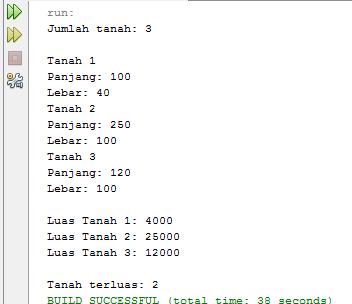 run:
Jumlah tanah: 3
Tanah 1
Panjang: 100
Lebar: 40
Tanah 2
Panjang: 250
Lebar: 100
Tanah 3
Panjang: 120
Lebar: 100
Luas Tanah 1: 4000
Luas Tanah 2: 25000
Luas Tanah 3: 12000
Tanah terluas: 2
BUILD SUCCESSFUL (total time: 38 seconds)